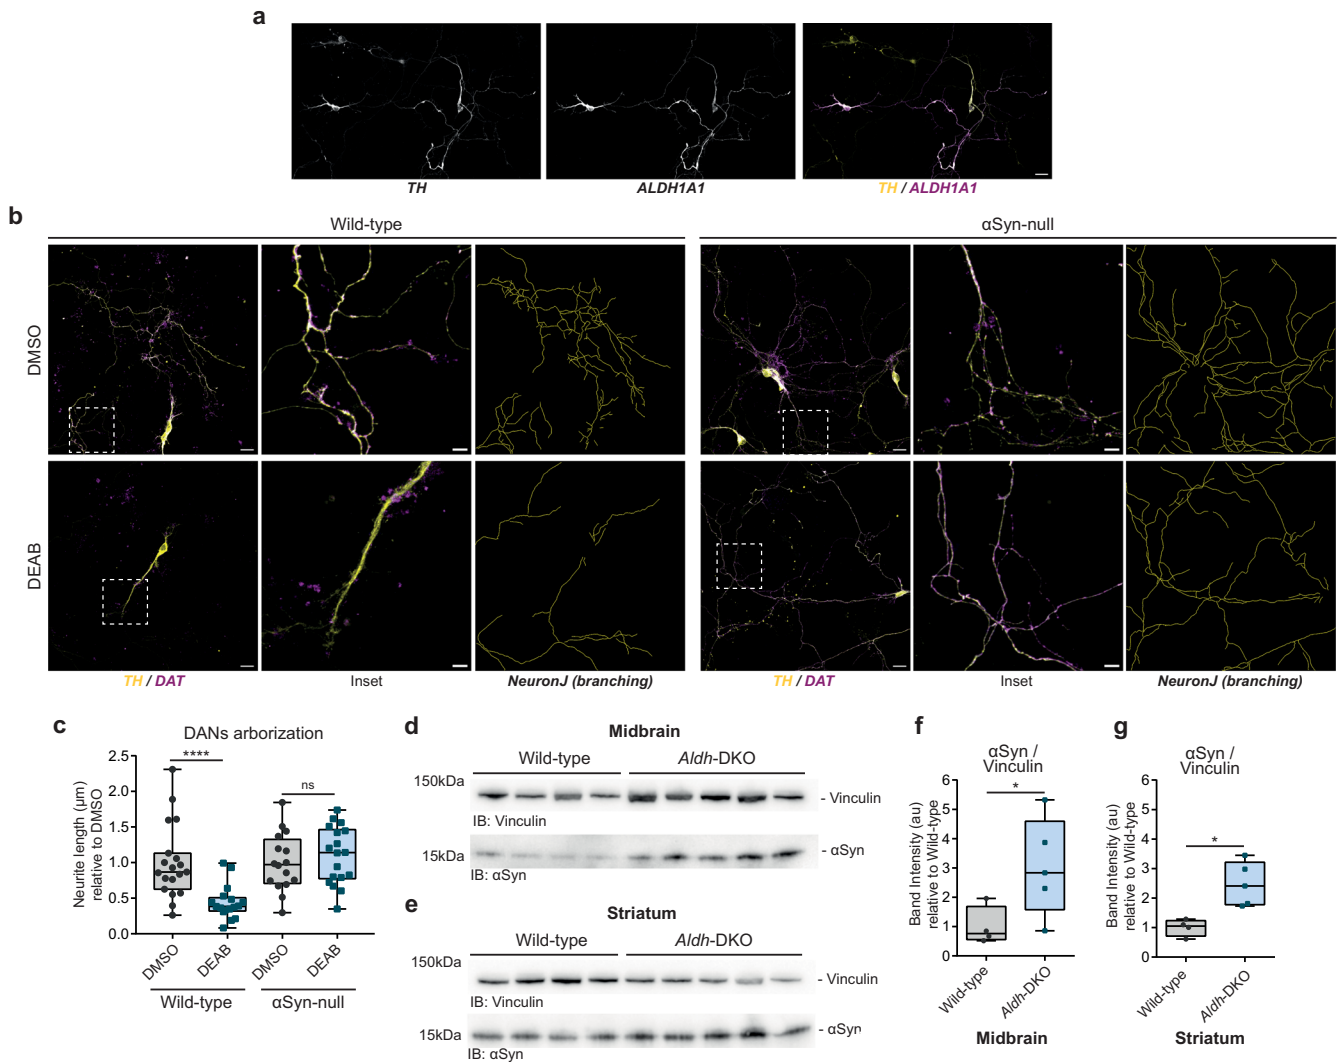 a
TH
ALDH1A1
TH / ALDH1A1
b
Wild-type
αSyn-null
DMSO
DEAB
TH / DAT
Inset
NeuronJ (branching)
TH / DAT
Inset
NeuronJ (branching)
c
DANs arborization
Neurite length (µm)
relative to DMSO
2.5
2.0
1.5
1.0
0.5
0.0
****
ns
DMSO
DEAB
DMSO
DEAB
Wild-type
αSyn-null
d
Midbrain
Wild-type
Aldh-DKO
150kDa
- Vinculin
IB: Vinculin
15kDa
- αSyn
IB: αSyn
e
Striatum
Wild-type
Aldh-DKO
150kDa
- Vinculin
IB: Vinculin
15kDa
- αSyn
IB: αSyn
f
αSyn /
Vinculin
Band Intensity (au)
relative to Wild-type
6
5
4
3
2
1
0
*
Wild-type
Aldh-DKO
Midbrain
g
αSyn /
Vinculin
Band Intensity (au)
relative to Wild-type
6
5
4
3
2
1
0
*
Wild-type
Aldh-DKO
Striatum